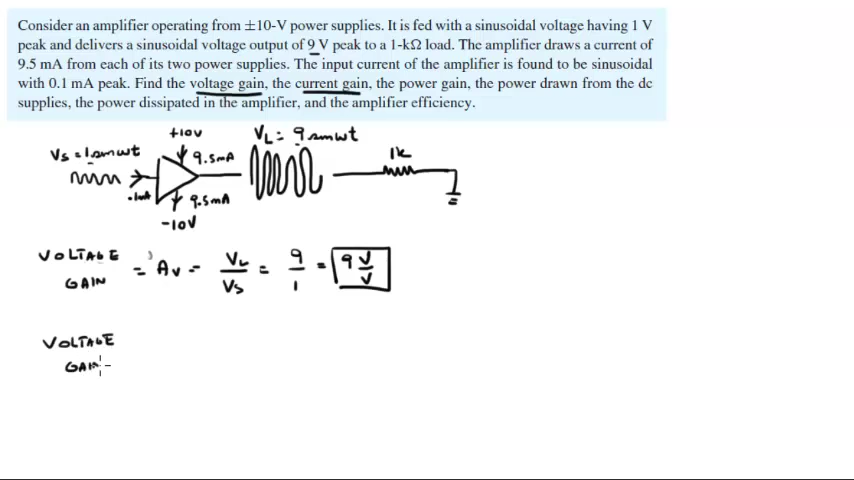 Consider an amplifier operating from ±10-V power supplies. It is fed with a sinusoidal voltage having 1 V
peak and delivers a sinusoidal voltage output of 9 V peak to a 1-kΩ load. The amplifier draws a current of
9.5 mA from each of its two power supplies. The input current of the amplifier is found to be sinusoidal
with 0.1 mA peak. Find the voltage gain, the current gain, the power gain, the power drawn from the dc
supplies, the power dissipated in the amplifier, and the amplifier efficiency.
+10V
VL = 9 sin ωt
Vs = 1 sin ωt
9.5mA
1k
.1mA
9.5mA
-10V
VOLTAGE
GAIN
= Av = VL/Vs = 9/1 = 9 V/V
VOLTAGE
GAIN